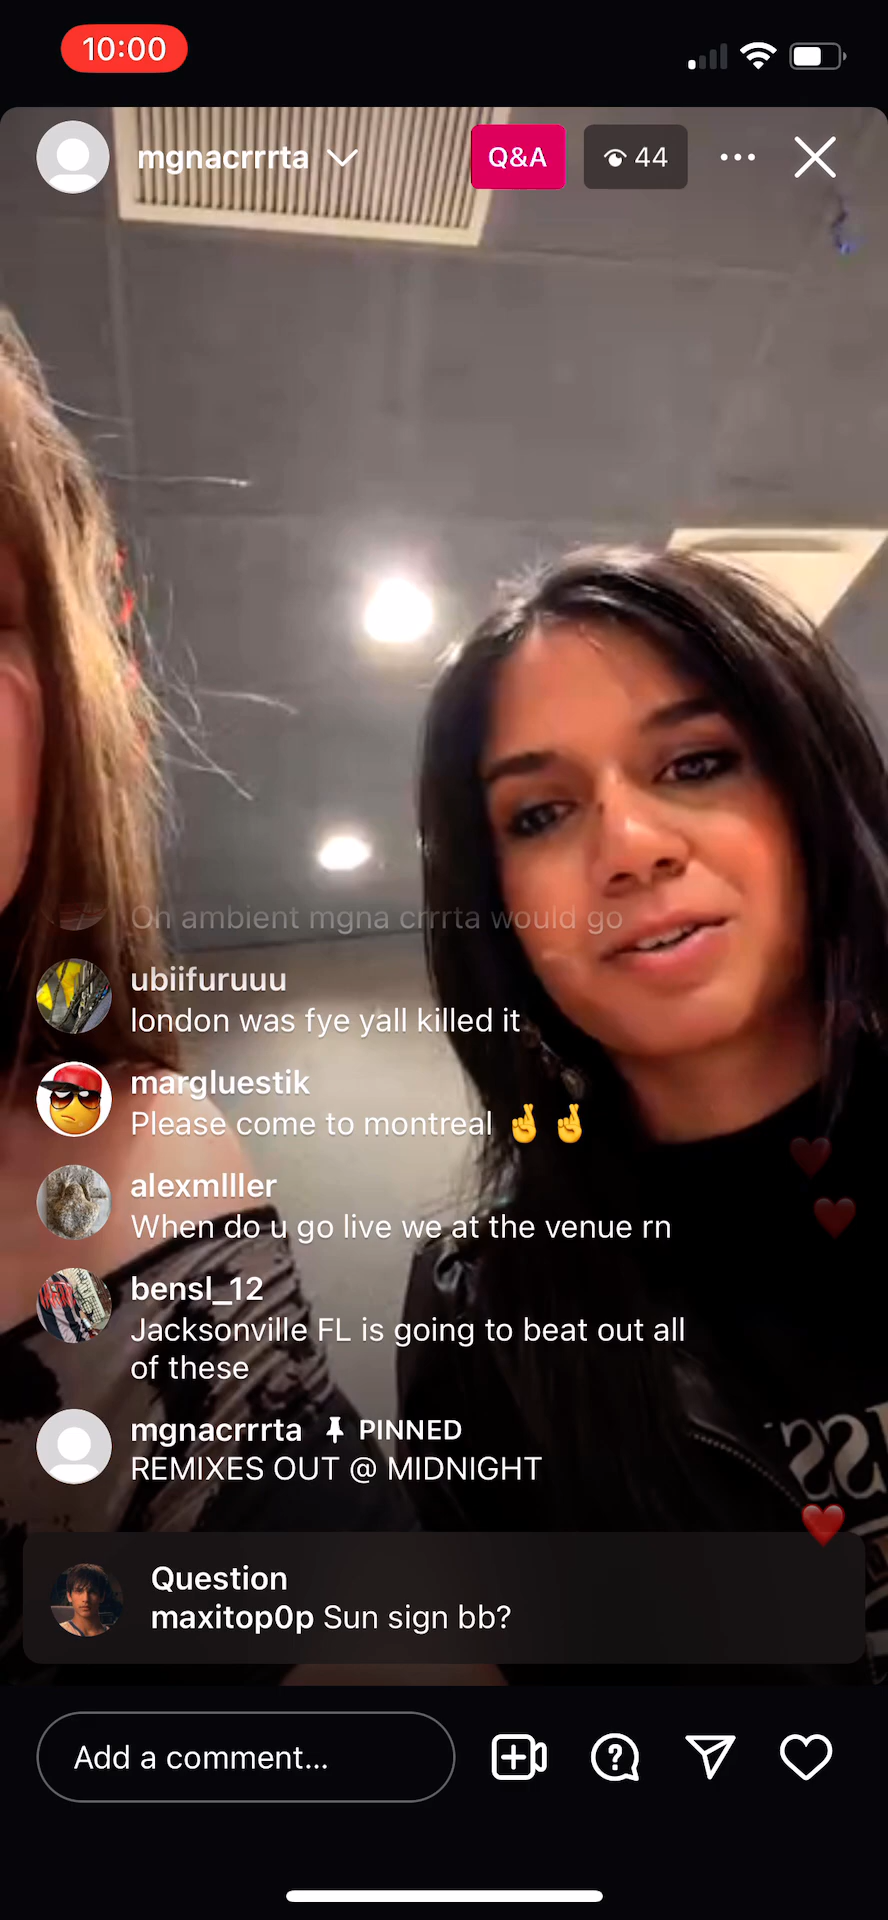 10:00
mgnacrrrta
Q&A
44
Oh ambient mgna crrrta would go
ubiifuruuu
london was fye yall killed it
margluestik
Please come to montreal 🤞 🤞
alexmlller
When do u go live we at the venue rn
bensl_12
Jacksonville FL is going to beat out all
of these
mgnacrrrta PINNED
REMIXES OUT @ MIDNIGHT
Question
maxitop0p Sun sign bb?
Add a comment...